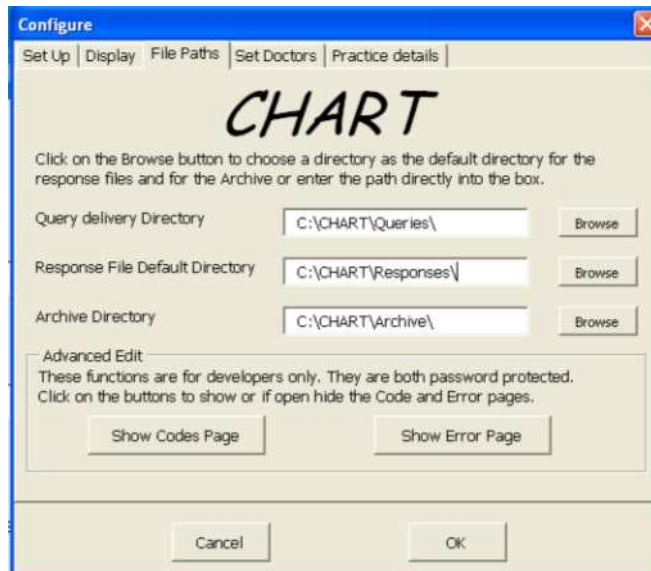 Configure
Set Up Display File Paths Set Doctors Practice details
CHART
Click on the Browse button to choose a directory as the default directory for the
response files and for the Archive or enter the path directly into the box.
Query delivery Directory C:\CHART\Queries\ Browse
Response File Default Directory C:\CHART\Responses\ Browse
Archive Directory C:\CHART\Archive\ Browse
Advanced Edit
These functions are for developers only. They are both password protected.
Click on the buttons to show or if open hide the Code and Error pages.
Show Codes Page Show Error Page
Cancel OK